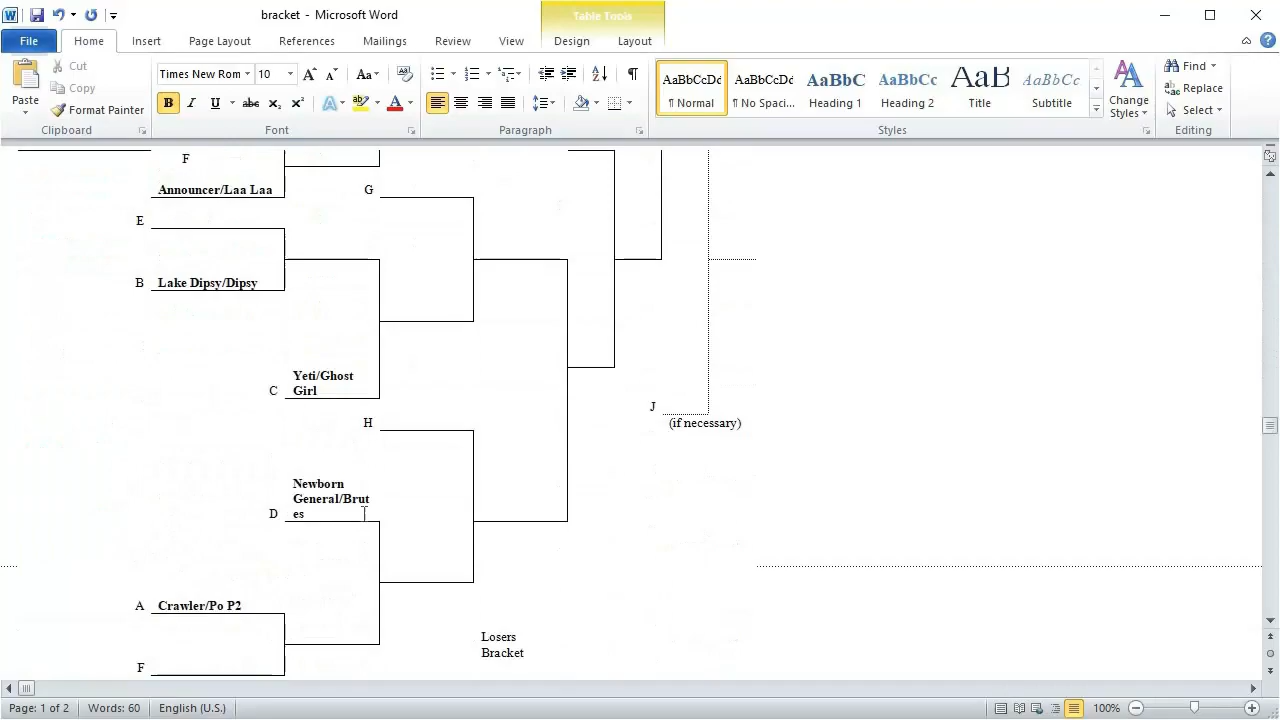 bracket - Microsoft Word
Table Tools
File
Home
Insert
Page Layout
References
Mailings
Review
View
Design
Layout
Paste
Cut
Copy
Format Painter
Clipboard
Times New Rom
10
Font
Paragraph
AaBbCcDc
¶ Normal
AaBbCcDc
¶ No Spaci...
AaBbC
Heading 1
AaBbCc
Heading 2
AaB
Title
AaBbCc.
Subtitle
Change
Styles
Styles
Find
Replace
Select
Editing
F
Announcer/Laa Laa
G
E
B Lake Dipsy/Dipsy
Yeti/Ghost
C Girl
J
(if necessary)
H
Newborn
General/Brut
D es
A Crawler/Po P2
Losers
Bracket
F
Page: 1 of 2
Words: 60
English (U.S.)
100%